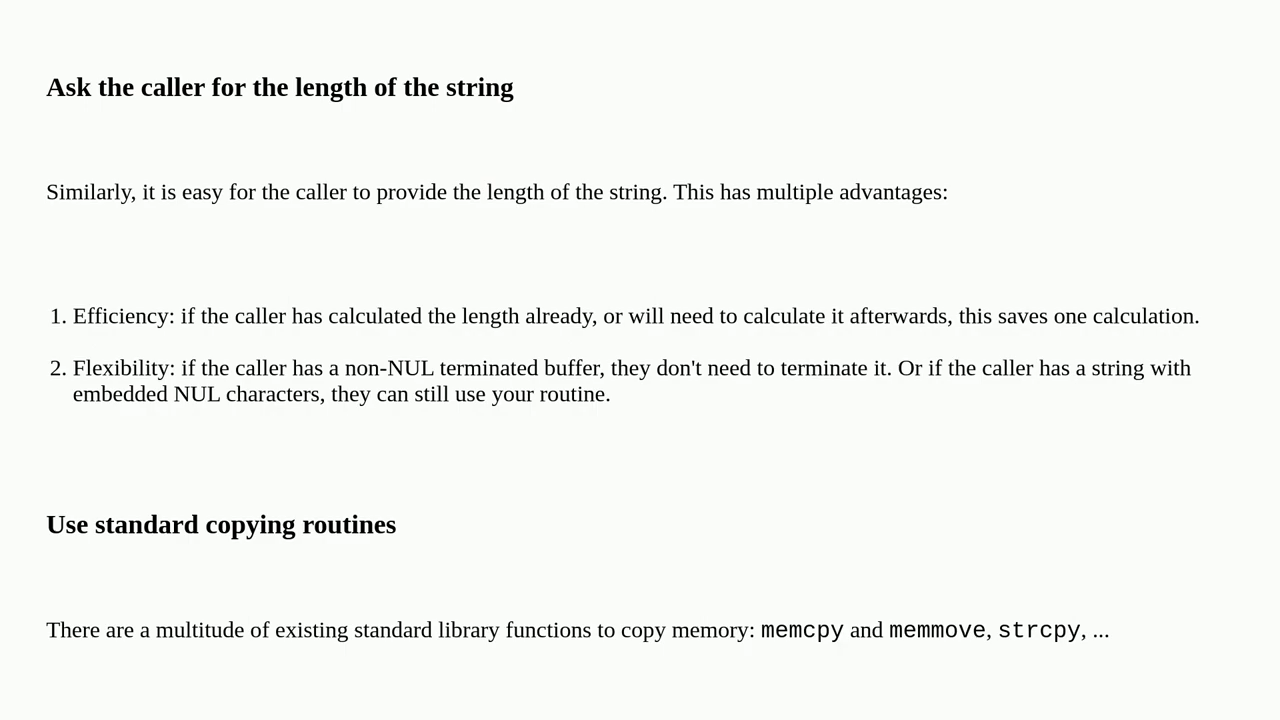 Ask the caller for the length of the string
Similarly, it is easy for the caller to provide the length of the string. This has multiple advantages:
1. Efficiency: if the caller has calculated the length already, or will need to calculate it afterwards, this saves one calculation.
2. Flexibility: if the caller has a non-NUL terminated buffer, they don't need to terminate it. Or if the caller has a string with
embedded NUL characters, they can still use your routine.
Use standard copying routines
There are a multitude of existing standard library functions to copy memory: memcpy and memmove, strcpy, ...